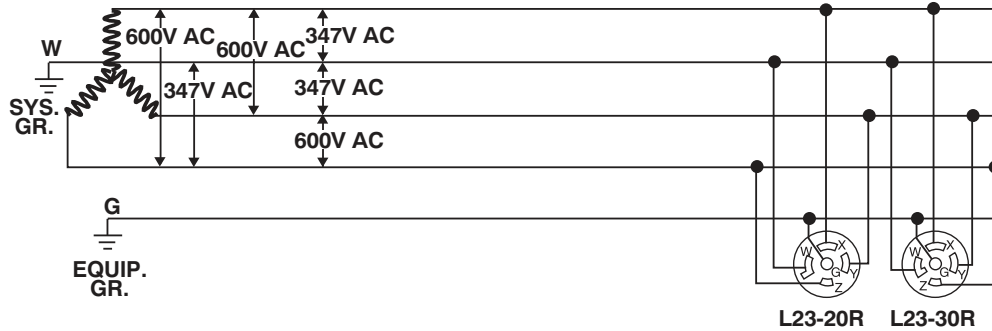 600V AC
600V AC
347V AC
W
347V AC
347V AC
SYS.
GR.
600V AC
G
EQUIP.
GR.
W
X
G
Y
Z
W
X
G
Y
Z
L23-20R
L23-30R